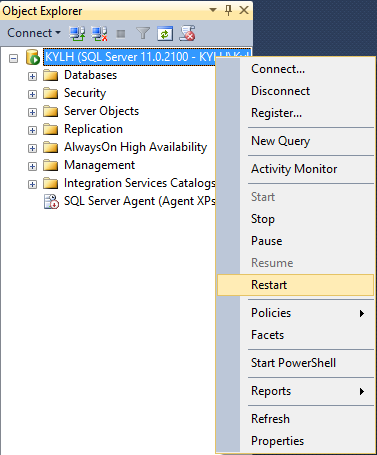 Object Explorer
Connect
KYLH (SQL Server 11.0.2100 - KYLH\Kyl
Databases
Security
Server Objects
Replication
AlwaysOn High Availability
Management
Integration Services Catalogs
SQL Server Agent (Agent XPs
Connect...
Disconnect
Register...
New Query
Activity Monitor
Start
Stop
Pause
Resume
Restart
Policies
Facets
Start PowerShell
Reports
Refresh
Properties